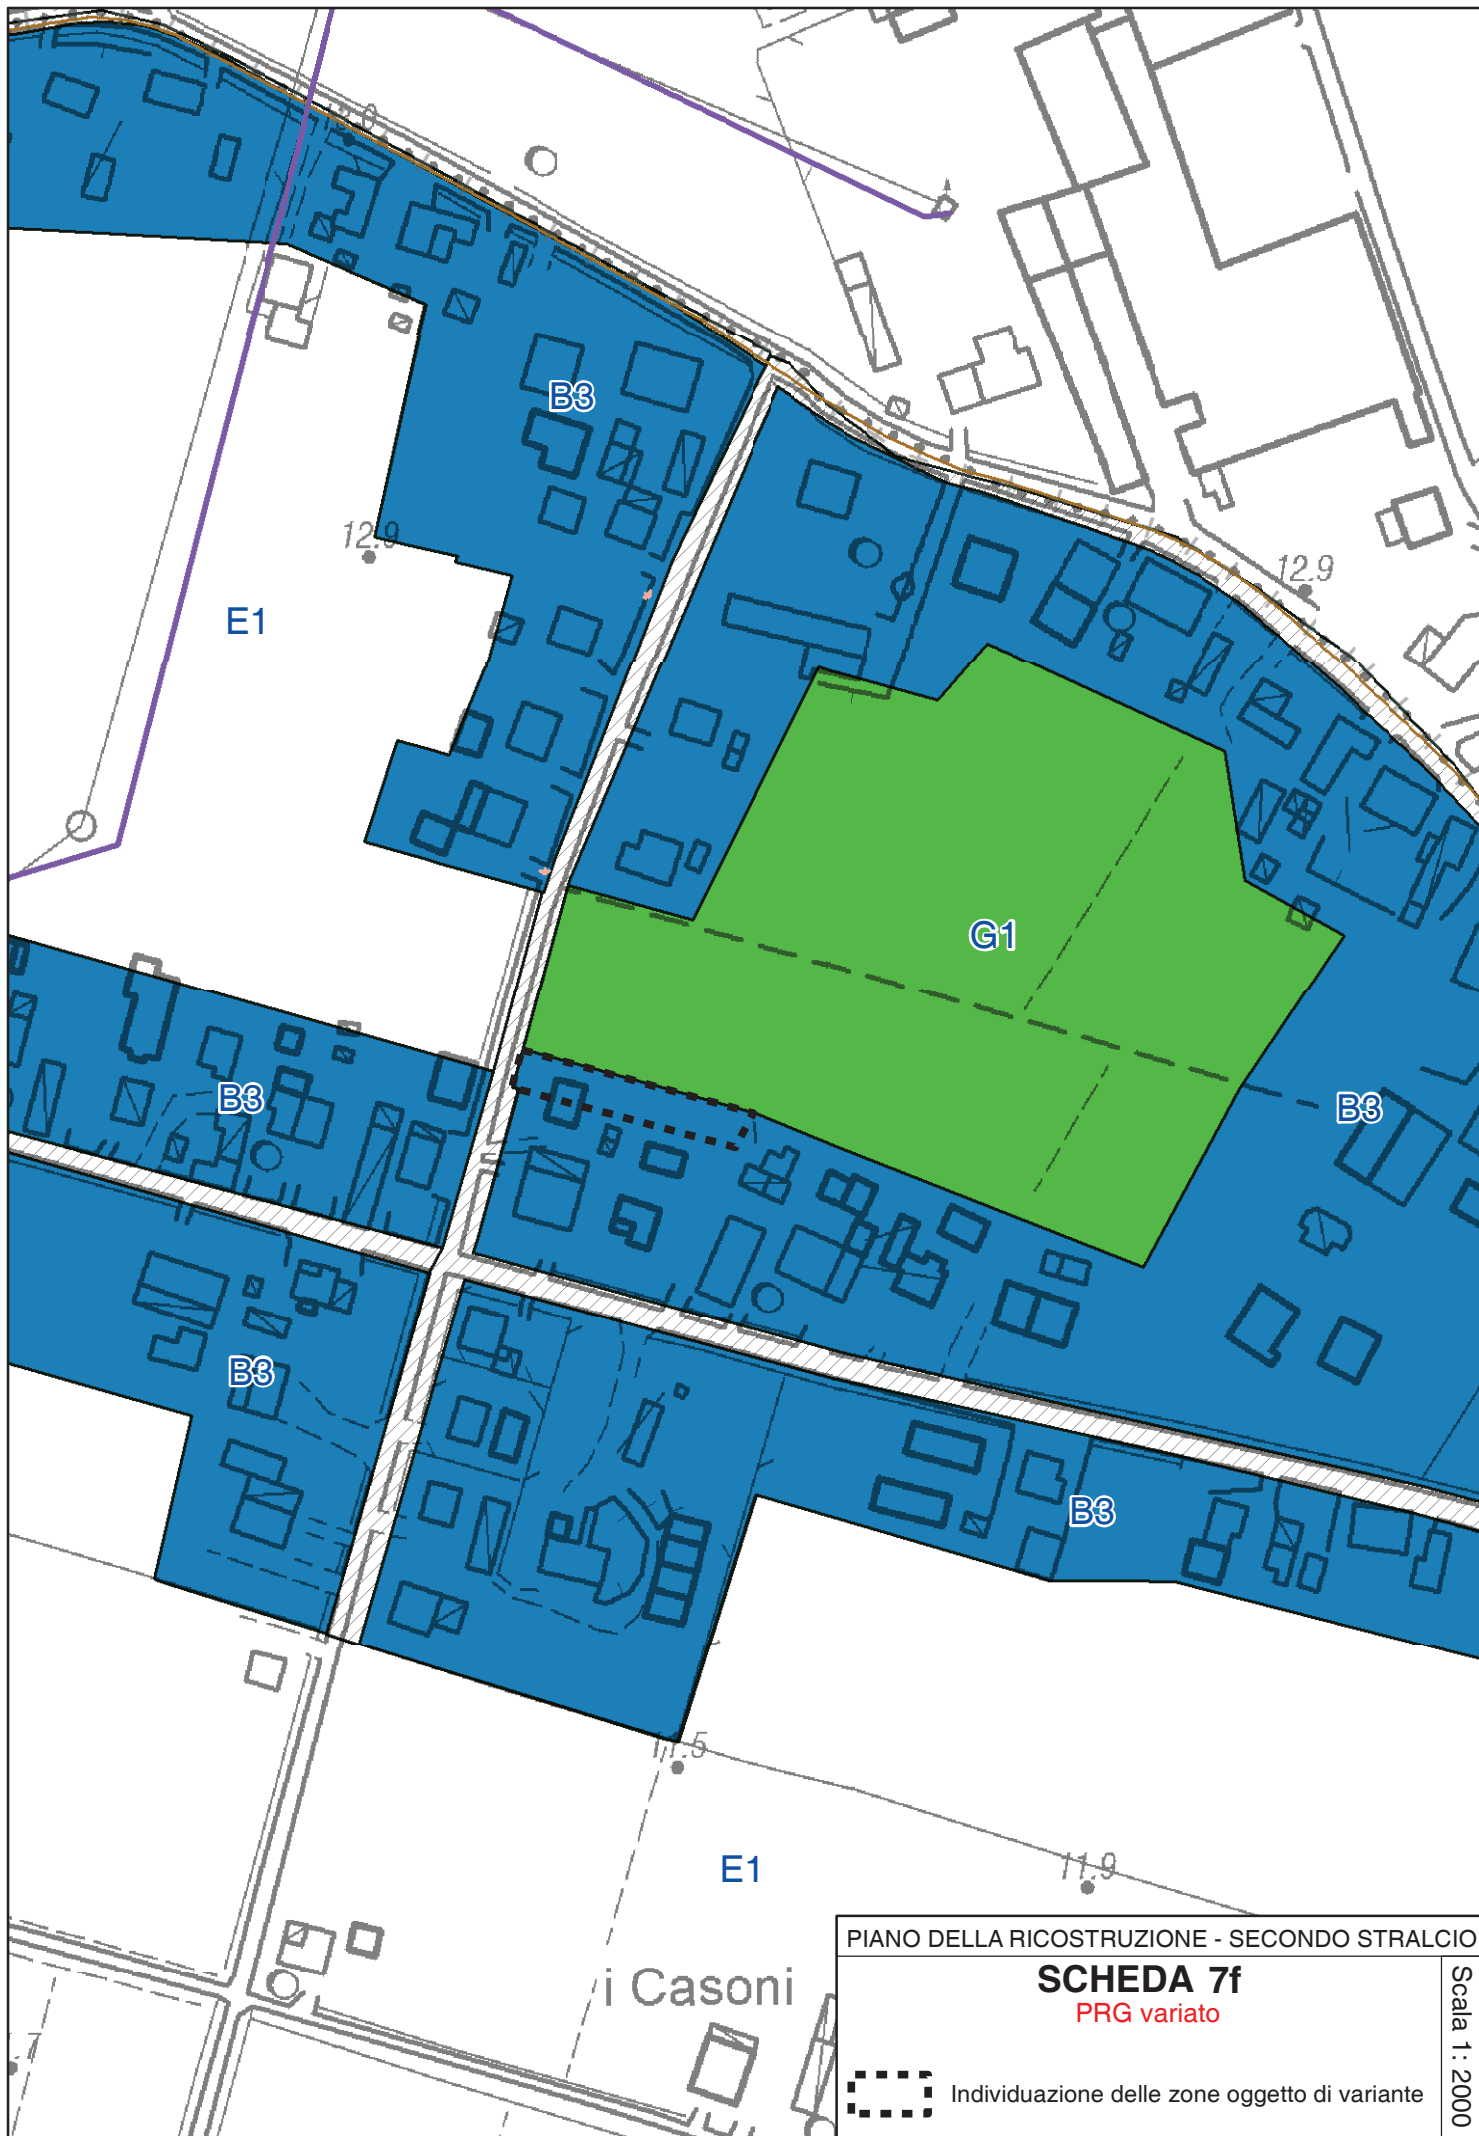 B3
12.9
E1
12.9
G1
B3
B3
B3
B3
11.5
E1
11.9
i Casoni
PIANO DELLA RICOSTRUZIONE - SECONDO STRALCIO
SCHEDA 7f
PRG variato
Individuazione delle zone oggetto di variante
Scala 1: 2000